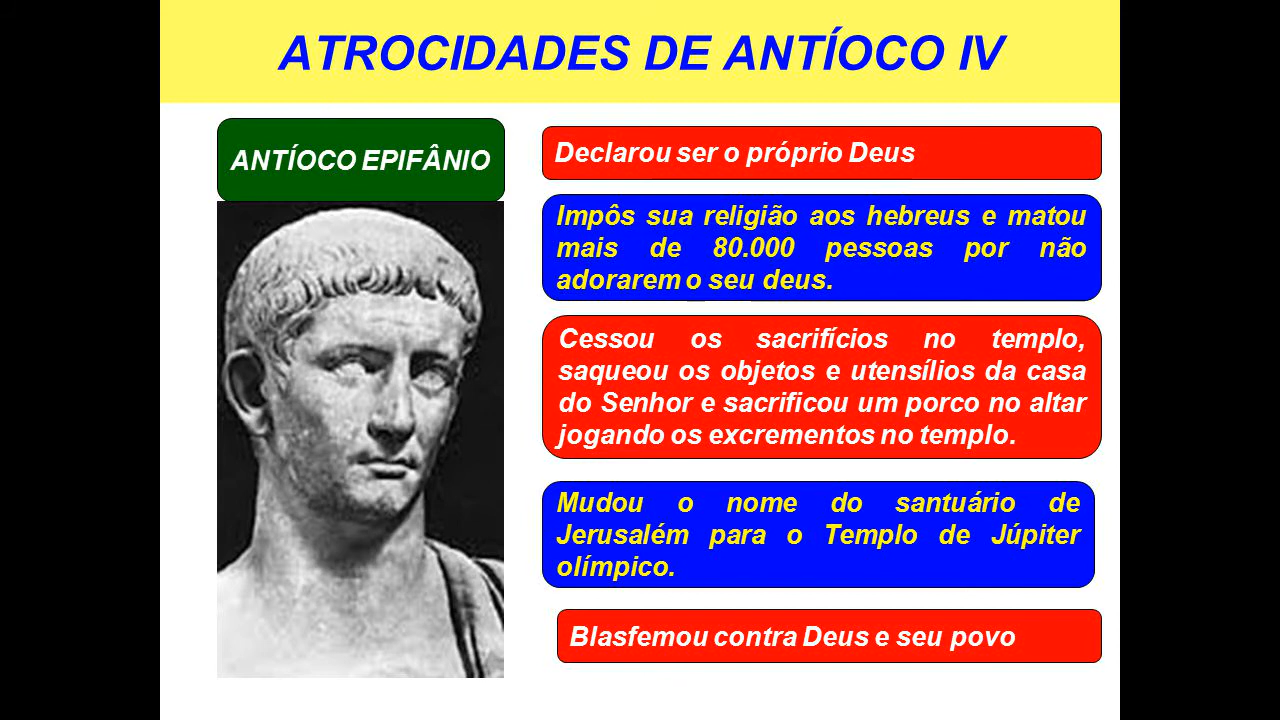 ATROCIDADES DE ANTÍOCO IV
ANTÍOCO EPIFÂNIO
Declarou ser o próprio Deus
Impôs sua religião aos hebreus e matou
mais de 80.000 pessoas por não
adorarem o seu deus.
Cessou os sacrifícios no templo,
saqueou os objetos e utensílios da casa
do Senhor e sacrificou um porco no altar
jogando os excrementos no templo.
Mudou o nome do santuário de
Jerusalém para o Templo de Júpiter
olímpico.
Blasfemou contra Deus e seu povo